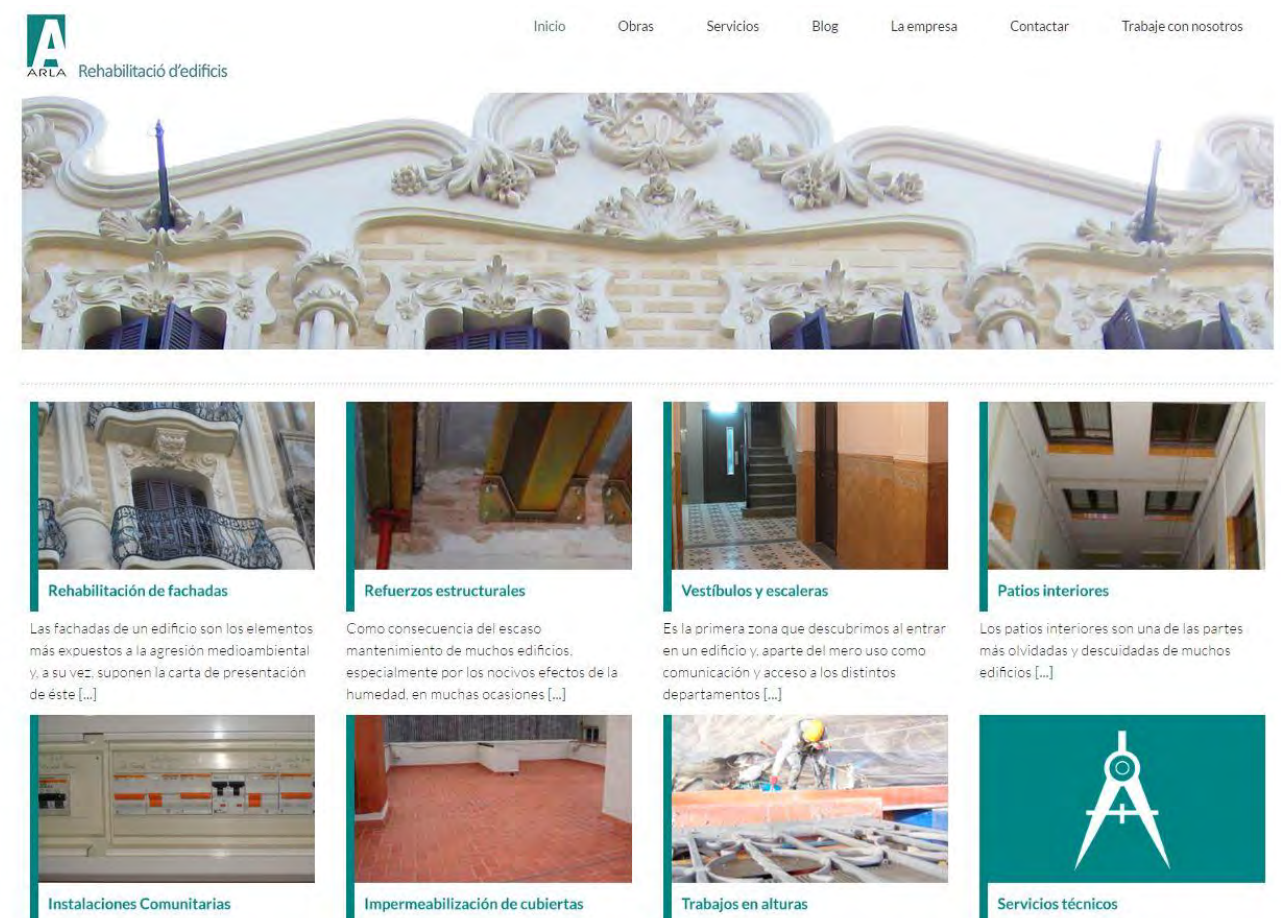 Inicio
Obras
Servicios
Blog
La empresa
Contactar
Trabaje con nosotros
ARLA
Rehabilitació d'edificis
Rehabilitación de fachadas
Las fachadas de un edificio son los elementos
más expuestos a la agresión medioambiental
y, a su vez, suponen la carta de presentación
de éste [...]
Refuerzos estructurales
Como consecuencia del escaso
mantenimiento de muchos edificios,
especialmente por los nocivos efectos de la
humedad, en muchas ocasiones [...]
Vestíbulos y escaleras
Es la primera zona que descubrimos al entrar
en un edificio y, aparte del mero uso como
comunicación y acceso a los distintos
departamentos [...]
Patios interiores
Los patios interiores son una de las partes
más olvidadas y descuidadas de muchos
edificios [...]
Instalaciones Comunitarias
Impermeabilización de cubiertas
Trabajos en alturas
Servicios técnicos